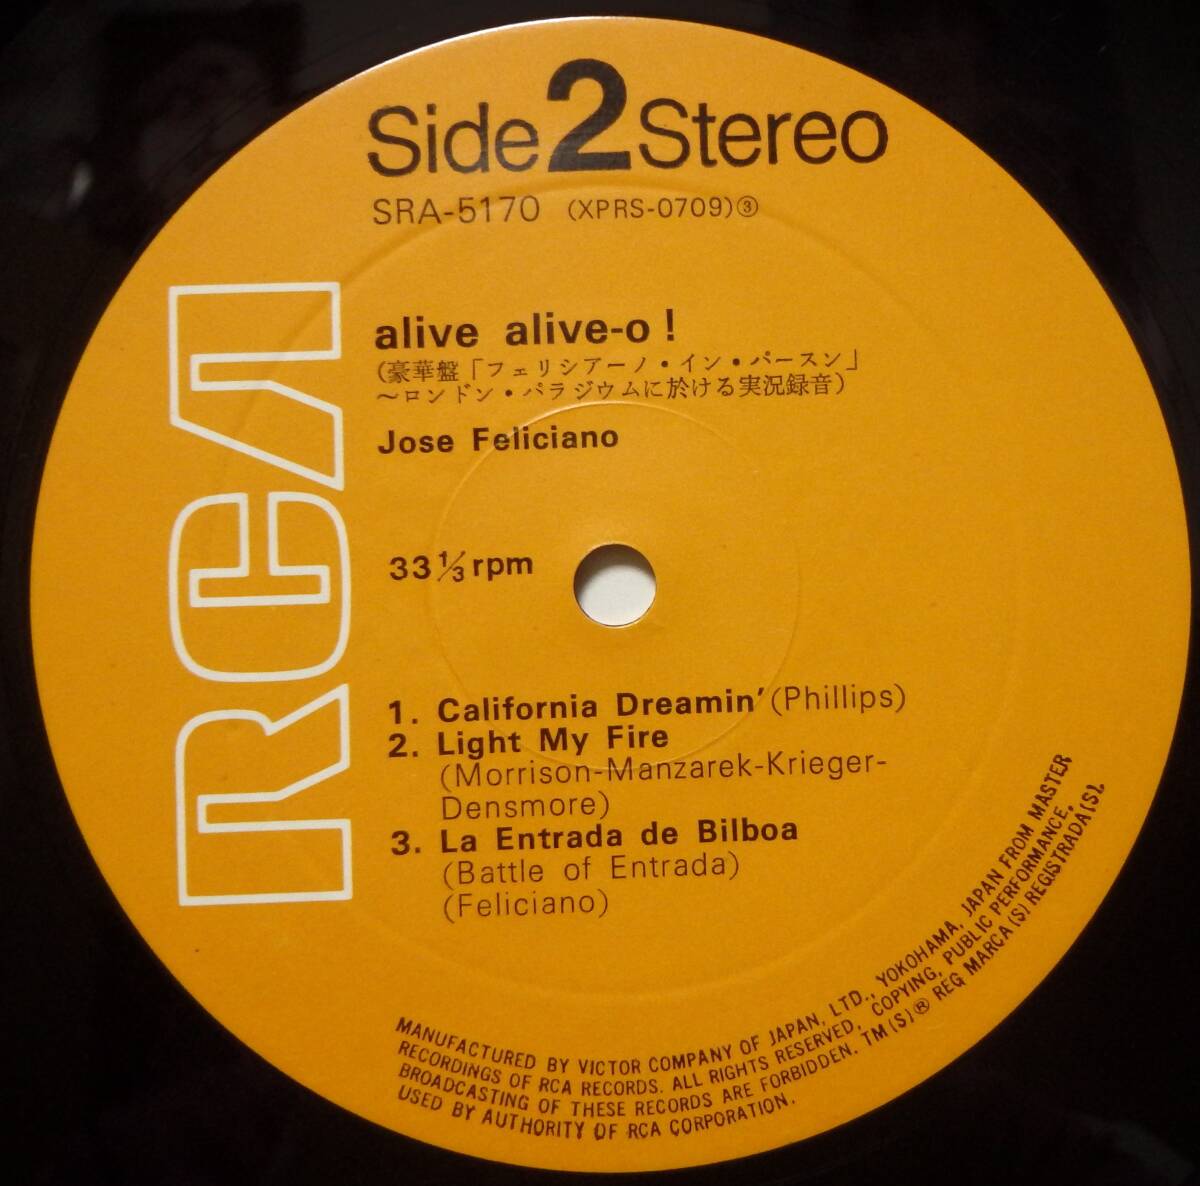 Side 2 Stereo
SRA-5170 (XPRS-0709)③
RCA
alive alive-o !
(豪華盤「フェリシアーノ・イン・パースン」
～ロンドン・パラジウムに於ける実況録音)
Jose Feliciano
33 1/3 rpm
1. California Dreamin' (Phillips)
2. Light My Fire
(Morrison-Manzarek-Krieger-
Densmore)
3. La Entrada de Bilboa
(Battle of Entrada)
(Feliciano)
MANUFACTURED BY VICTOR COMPANY OF JAPAN, LTD., YOKOHAMA, JAPAN FROM MASTER
RECORDINGS OF RCA RECORDS. ALL RIGHTS RESERVED, COPYING, PUBLIC PERFORMANCE,
BROADCASTING OF THESE RECORDS ARE FORBIDDEN. TM(S)® REG MARCA(S) REGISTRADA(S).
USED BY AUTHORITY OF RCA CORPORATION.